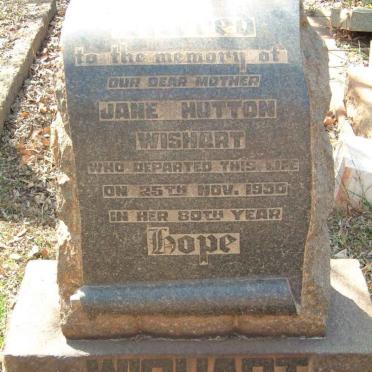 to the memory of
OUR DEAR MOTHER
JANE HUTTON
WISHART
WHO DEPARTED THIS LIFE
ON 25TH NOV. 1950
IN HER 80TH YEAR
Hope
WISHART